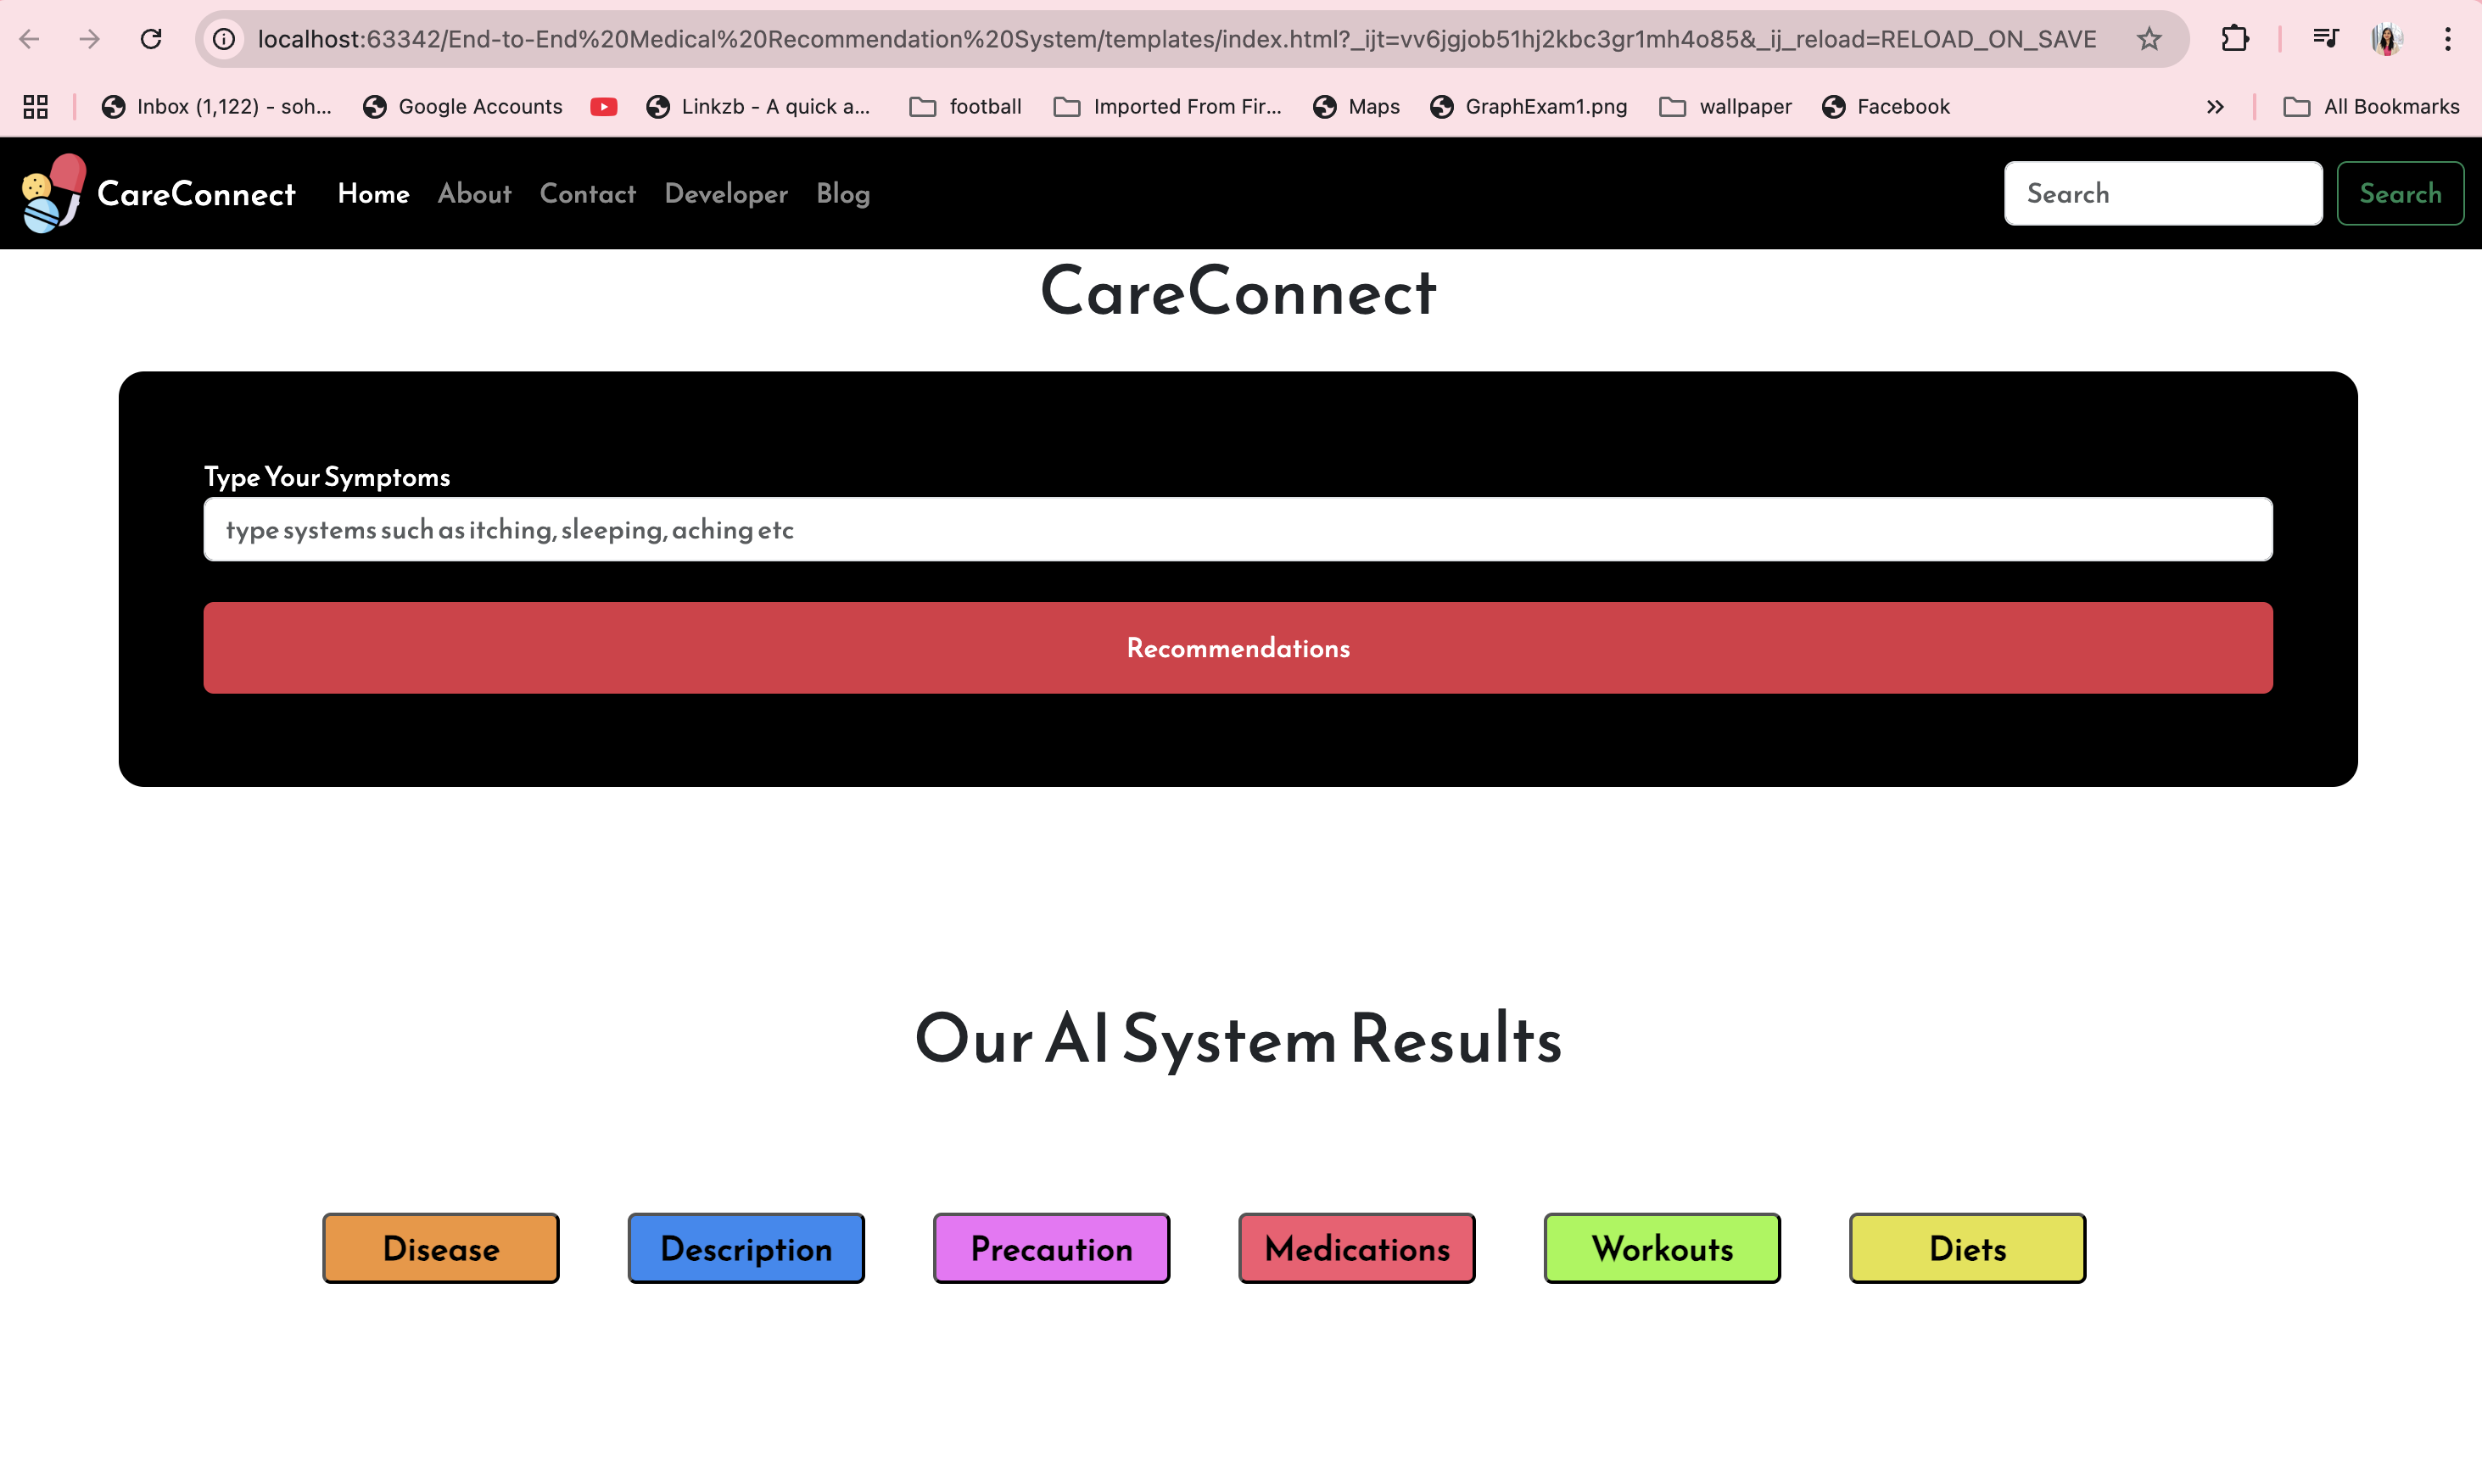 localhost:63342/End-to-End%20Medical%20Recommendation%20System/templates/index.html?_ijt=vv6jgjob51hj2kbc3gr1mh4o85&_ij_reload=RELOAD_ON_SAVE
Inbox (1,122) - soh... Google Accounts Linkzb - A quick a... football Imported From Fir... Maps GraphExam1.png wallpaper Facebook All Bookmarks
CareConnect Home About Contact Developer Blog Search Search
CareConnect
Type Your Symptoms
type systems such as itching, sleeping, aching etc
Recommendations
Our AI System Results
Disease Description Precaution Medications Workouts Diets